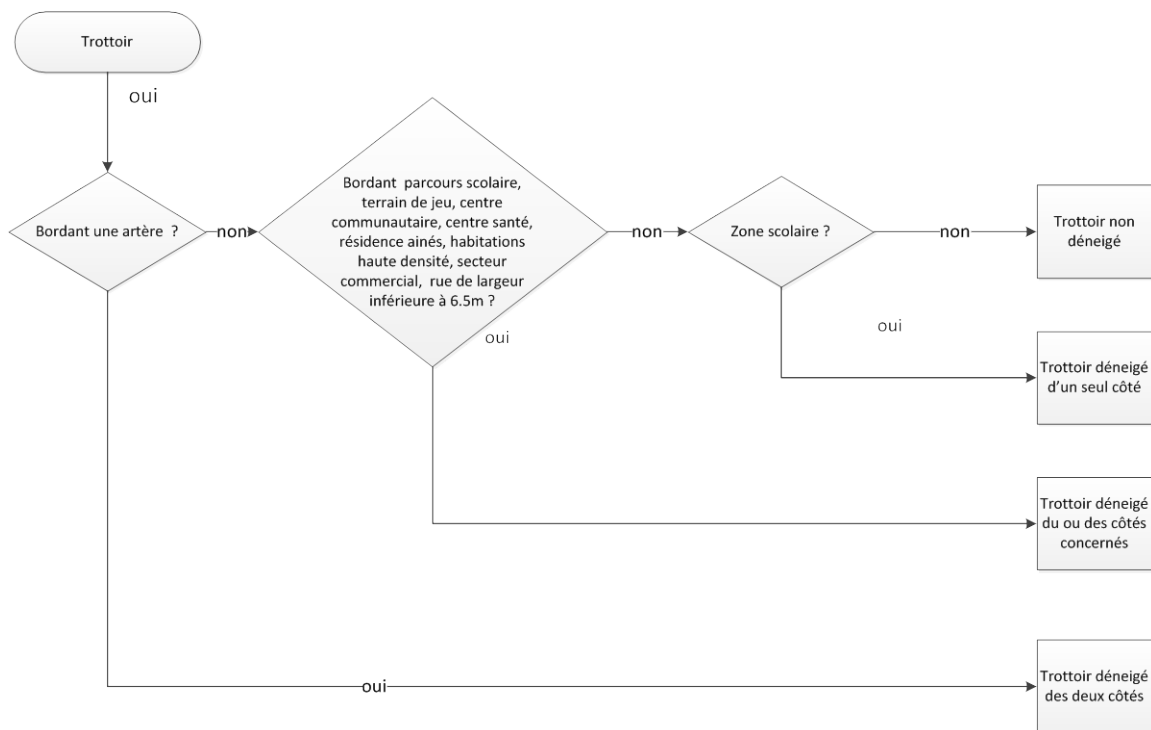 Trottoir
oui
Bordant une artère ?
non
Bordant parcours scolaire,
terrain de jeu, centre
communautaire, centre santé,
résidence ainés, habitations
haute densité, secteur
commercial, rue de largeur
inférieure à 6.5m ?
non
Zone scolaire ?
non
Trottoir non
déneigé
oui
Trottoir déneigé
d'un seul côté
oui
Trottoir déneigé
du ou des côtés
concernés
oui
Trottoir déneigé
des deux côtés